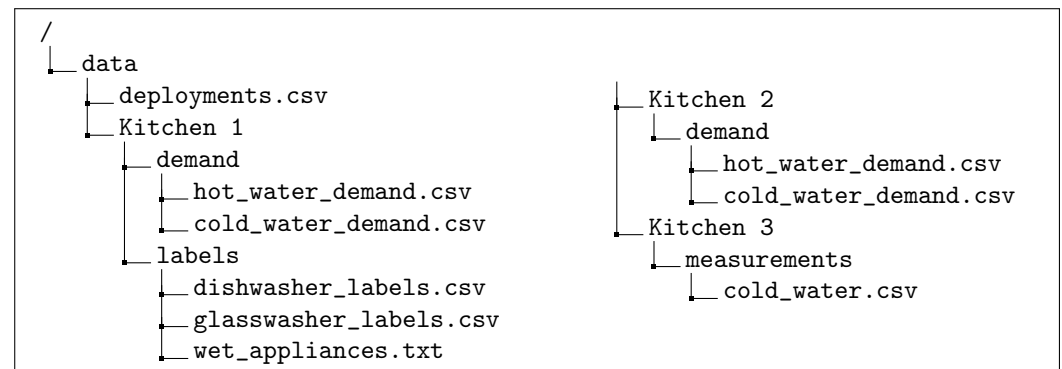 /
data
deployments.csv
Kitchen 1
demand
hot_water_demand.csv
cold_water_demand.csv
labels
dishwasher_labels.csv
glasswasher_labels.csv
wet_appliances.txt
Kitchen 2
demand
hot_water_demand.csv
cold_water_demand.csv
Kitchen 3
measurements
cold_water.csv